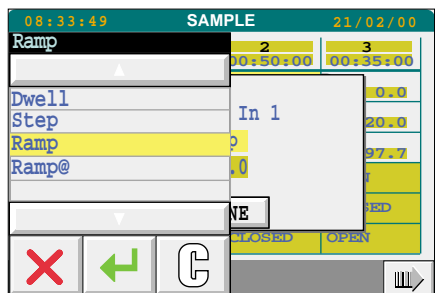 08:33:49 SAMPLE 21/02/00
Ramp
2 3
00:50:00 00:35:00
Dwell
Step
Ramp
Ramp@
In 1
0.0
20.0
97.7
.0
CLOSED OPEN
C